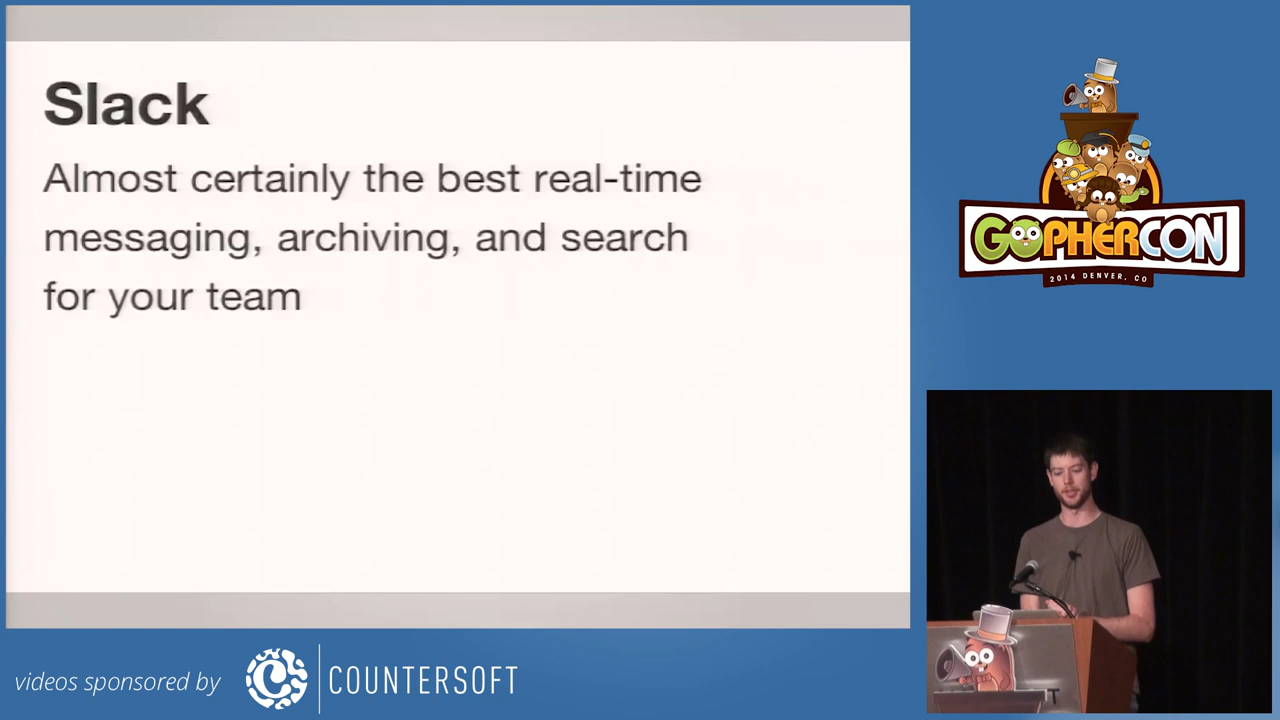 Slack
Almost certainly the best real-time
messaging, archiving, and search
for your team
GOPHERCON
2014 DENVER, CO
T
videos sponsored by
COUNTERSOFT